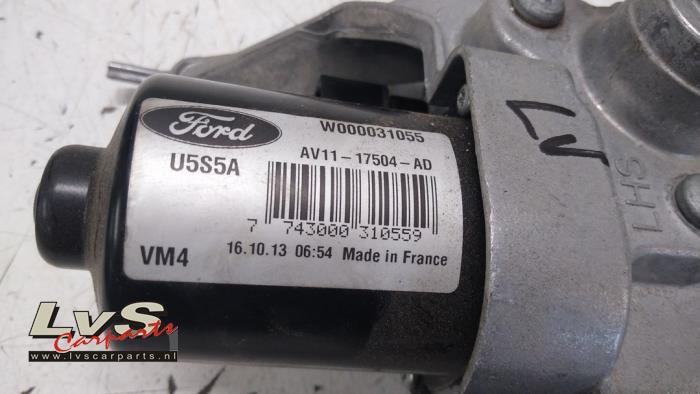 Ford
W000031055
U5S5A
AV11-17504-AD
7 743000 310559
VM4
16.10.13 06:54 Made in France
LV
LHS
LvS
Carparts
www.lvscarparts.nl